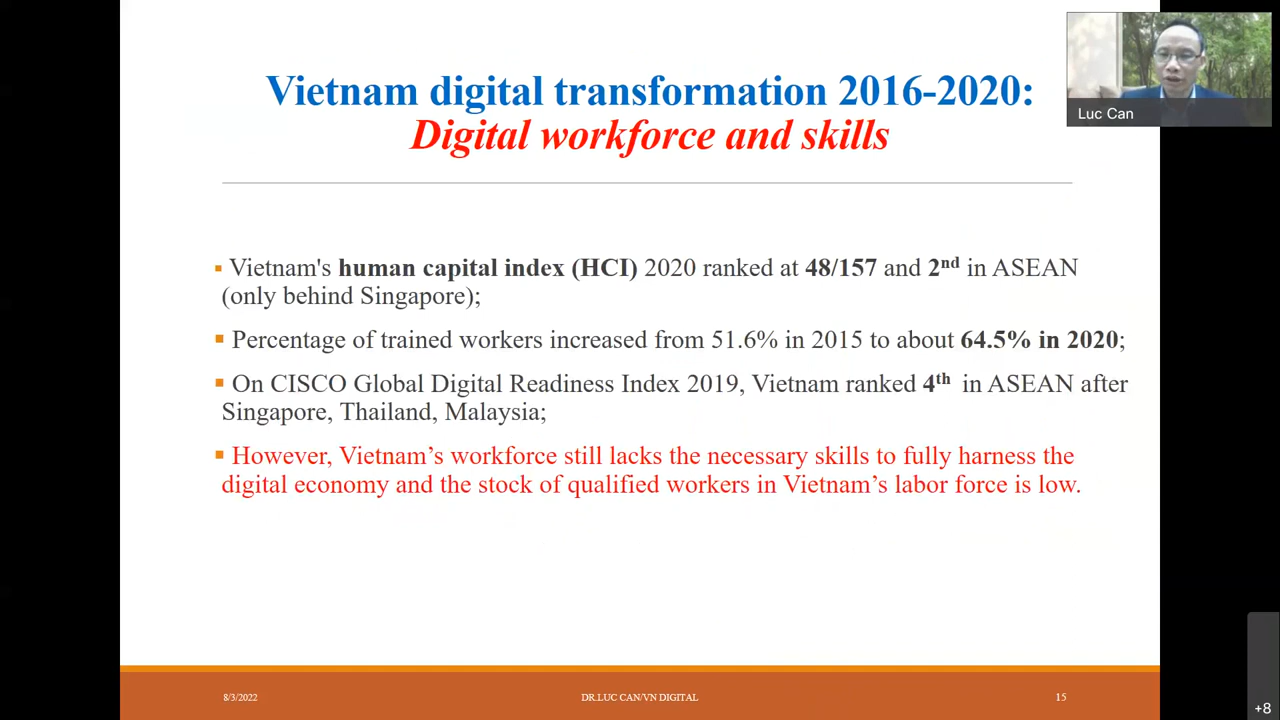 Vietnam digital transformation 2016-2020:
Digital workforce and skills
Luc Can
▪ Vietnam's human capital index (HCI) 2020 ranked at 48/157 and 2nd in ASEAN
(only behind Singapore);
▪ Percentage of trained workers increased from 51.6% in 2015 to about 64.5% in 2020;
▪ On CISCO Global Digital Readiness Index 2019, Vietnam ranked 4th in ASEAN after
Singapore, Thailand, Malaysia;
▪ However, Vietnam’s workforce still lacks the necessary skills to fully harness the
digital economy and the stock of qualified workers in Vietnam’s labor force is low.
8/3/2022
DR.LUC CAN/VN DIGITAL
15
+8